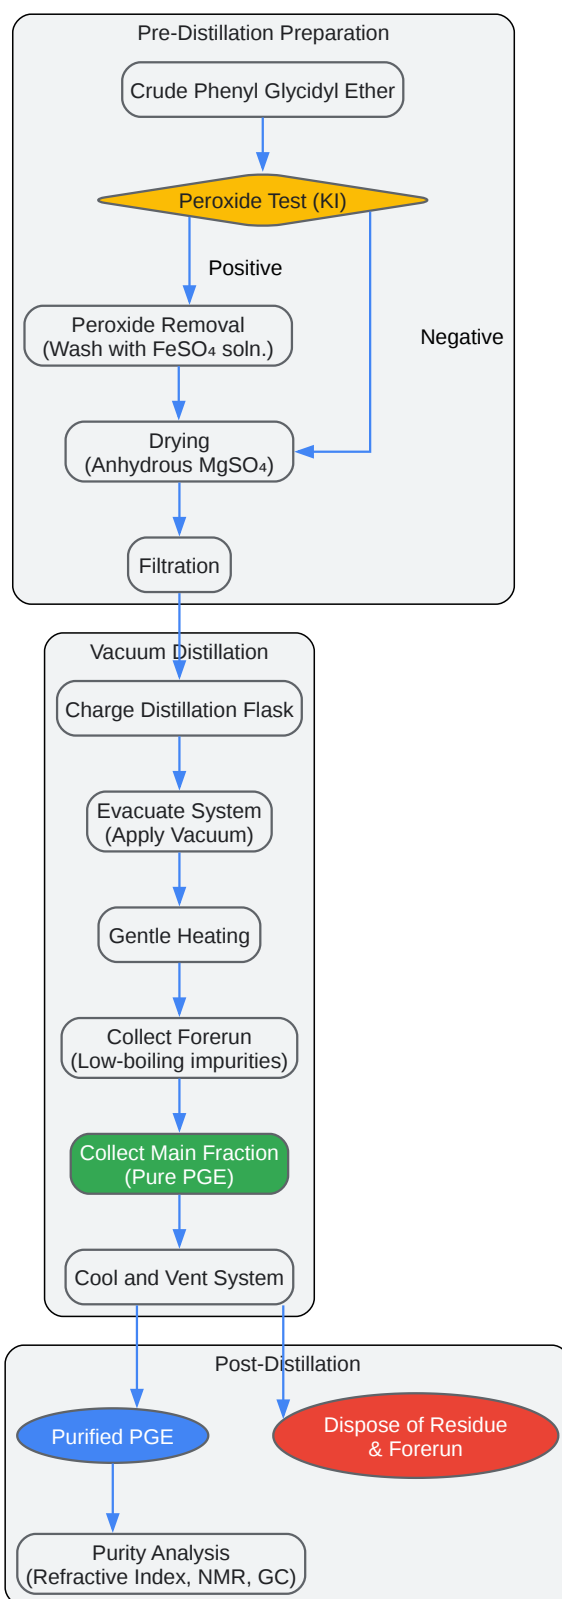 Pre-Distillation Preparation
Crude Phenyl Glycidyl Ether
Peroxide Test (KI)
Positive
Negative
Peroxide Removal
(Wash with FeSO₄ soln.)
Drying
(Anhydrous MgSO₄)
Filtration
Vacuum Distillation
Charge Distillation Flask
Evacuate System
(Apply Vacuum)
Gentle Heating
Collect Forerun
(Low-boiling impurities)
Collect Main Fraction
(Pure PGE)
Cool and Vent System
Post-Distillation
Purified PGE
Dispose of Residue
& Forerun
Purity Analysis
(Refractive Index, NMR, GC)